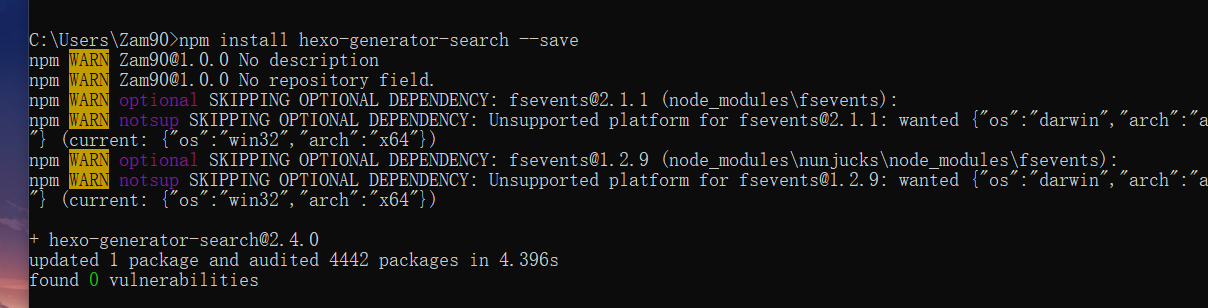 C:\Users\Zam90>npm install hexo-generator-search --save
npm WARN Zam90@1.0.0 No description
npm WARN Zam90@1.0.0 No repository field.
npm WARN optional SKIPPING OPTIONAL DEPENDENCY: fsevents@2.1.1 (node_modules\fsevents):
npm WARN notsup SKIPPING OPTIONAL DEPENDENCY: Unsupported platform for fsevents@2.1.1: wanted {"os":"darwin","arch":"a
"} (current: {"os":"win32","arch":"x64"})
npm WARN optional SKIPPING OPTIONAL DEPENDENCY: fsevents@1.2.9 (node_modules\nunjucks\node_modules\fsevents):
npm WARN notsup SKIPPING OPTIONAL DEPENDENCY: Unsupported platform for fsevents@1.2.9: wanted {"os":"darwin","arch":"a
"} (current: {"os":"win32","arch":"x64"})
+ hexo-generator-search@2.4.0
updated 1 package and audited 4442 packages in 4.396s
found 0 vulnerabilities